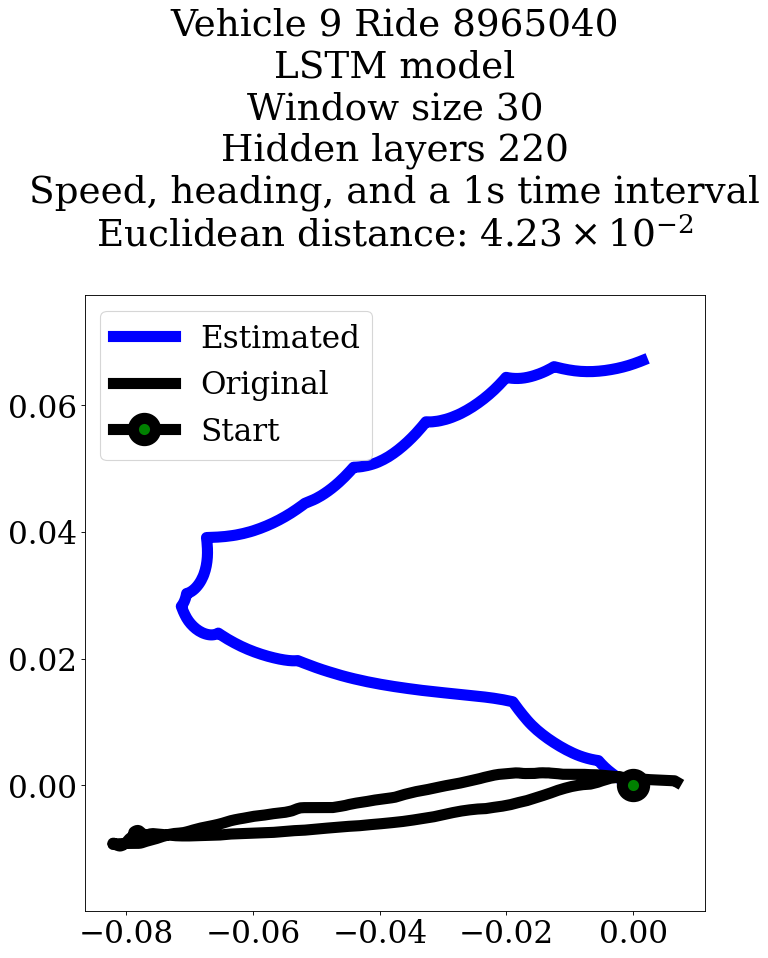 Vehicle 9 Ride 8965040
LSTM model
Window size 30
Hidden layers 220
Speed, heading, and a 1s time interval
Euclidean distance: 4.23 × 10⁻²
Estimated
Original
Start
0.06
0.04
0.02
0.00
−0.08 −0.06 −0.04 −0.02 0.00